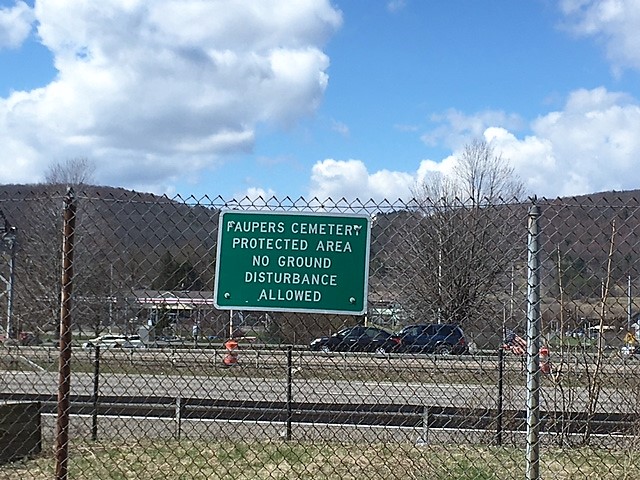 FAUPERS CEMETERY
PROTECTED AREA
NO GROUND
DISTURBANCE
ALLOWED